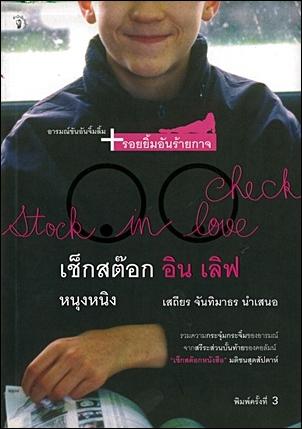 อารมณ์ขันอันจิ้มลิ้ม
+รอยยิ้มอันร้ายกาจ
check
Stock in love
เช็กสต๊อก อิน เลิฟ
หนุงหนิง
เสถียร จันทิมาธร นำเสนอ
รวมความกระจุ๋มกระจิ๋มของอารมณ์
จากสรีระส่วนบั้นท้ายของคอลัมน์
"เช็กสต๊อกหนังสือ" มติชนสุดสัปดาห์
พิมพ์ครั้งที่ 3